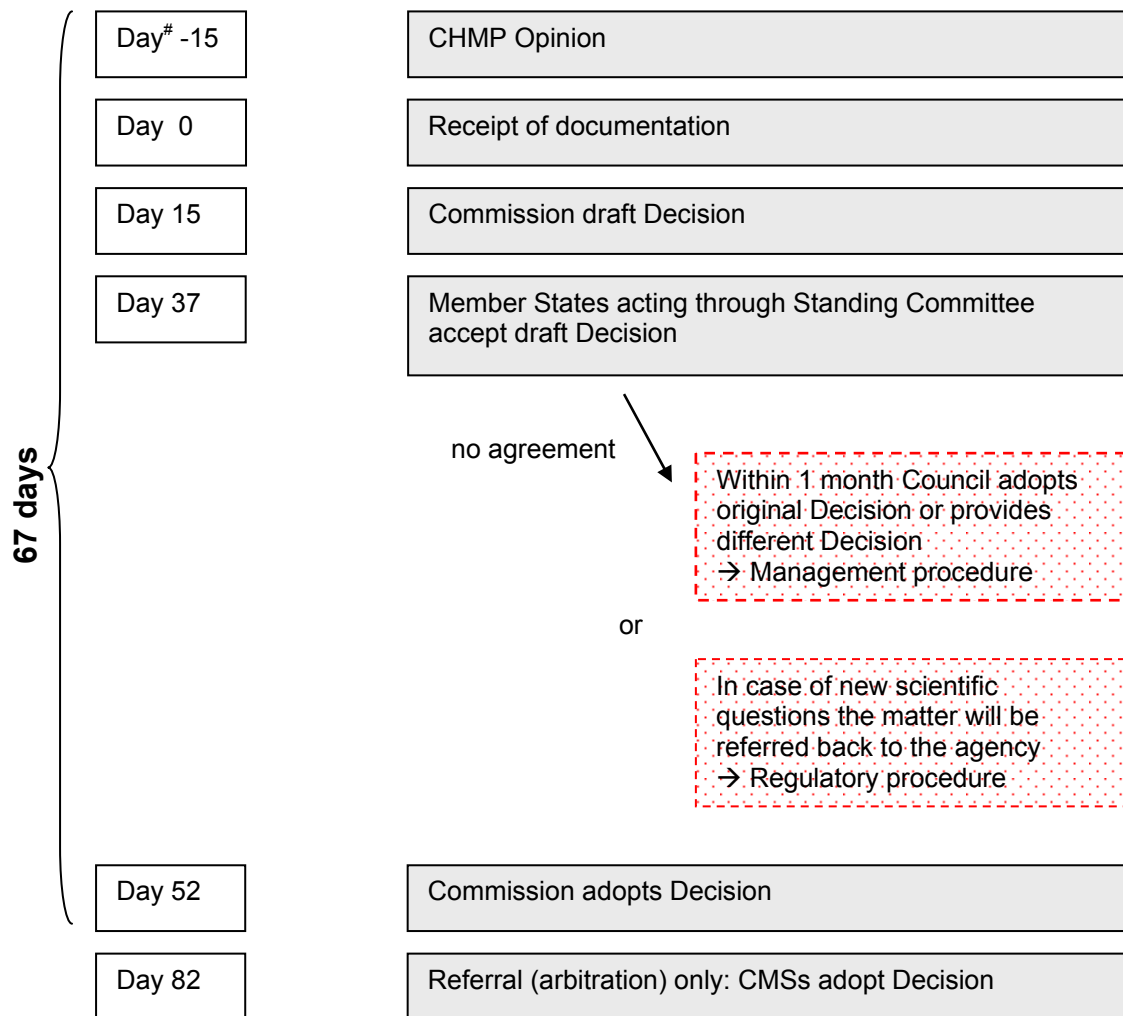 Day# -15
CHMP Opinion
Day 0
Receipt of documentation
Day 15
Commission draft Decision
Day 37
Member States acting through Standing Committee
accept draft Decision
67 days
no agreement
Within 1 month Council adopts
original Decision or provides
different Decision
→ Management procedure
or
In case of new scientific
questions the matter will be
referred back to the agency
→ Regulatory procedure
Day 52
Commission adopts Decision
Day 82
Referral (arbitration) only: CMSs adopt Decision